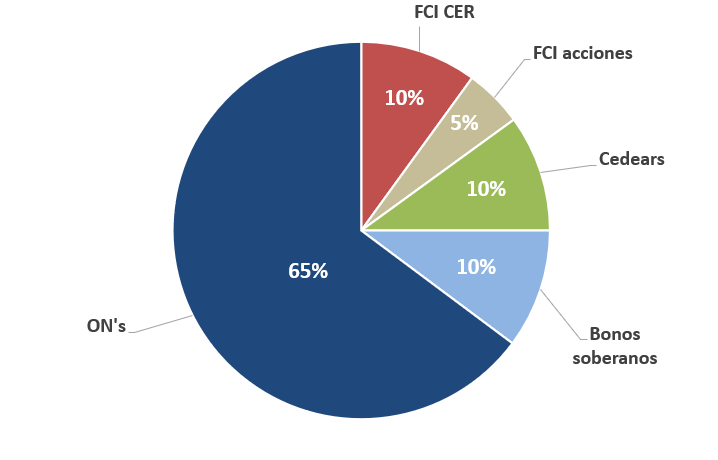 FCI CER
FCI acciones
10%
5%
Cedears
10%
10%
65%
ON's
Bonos
soberanos